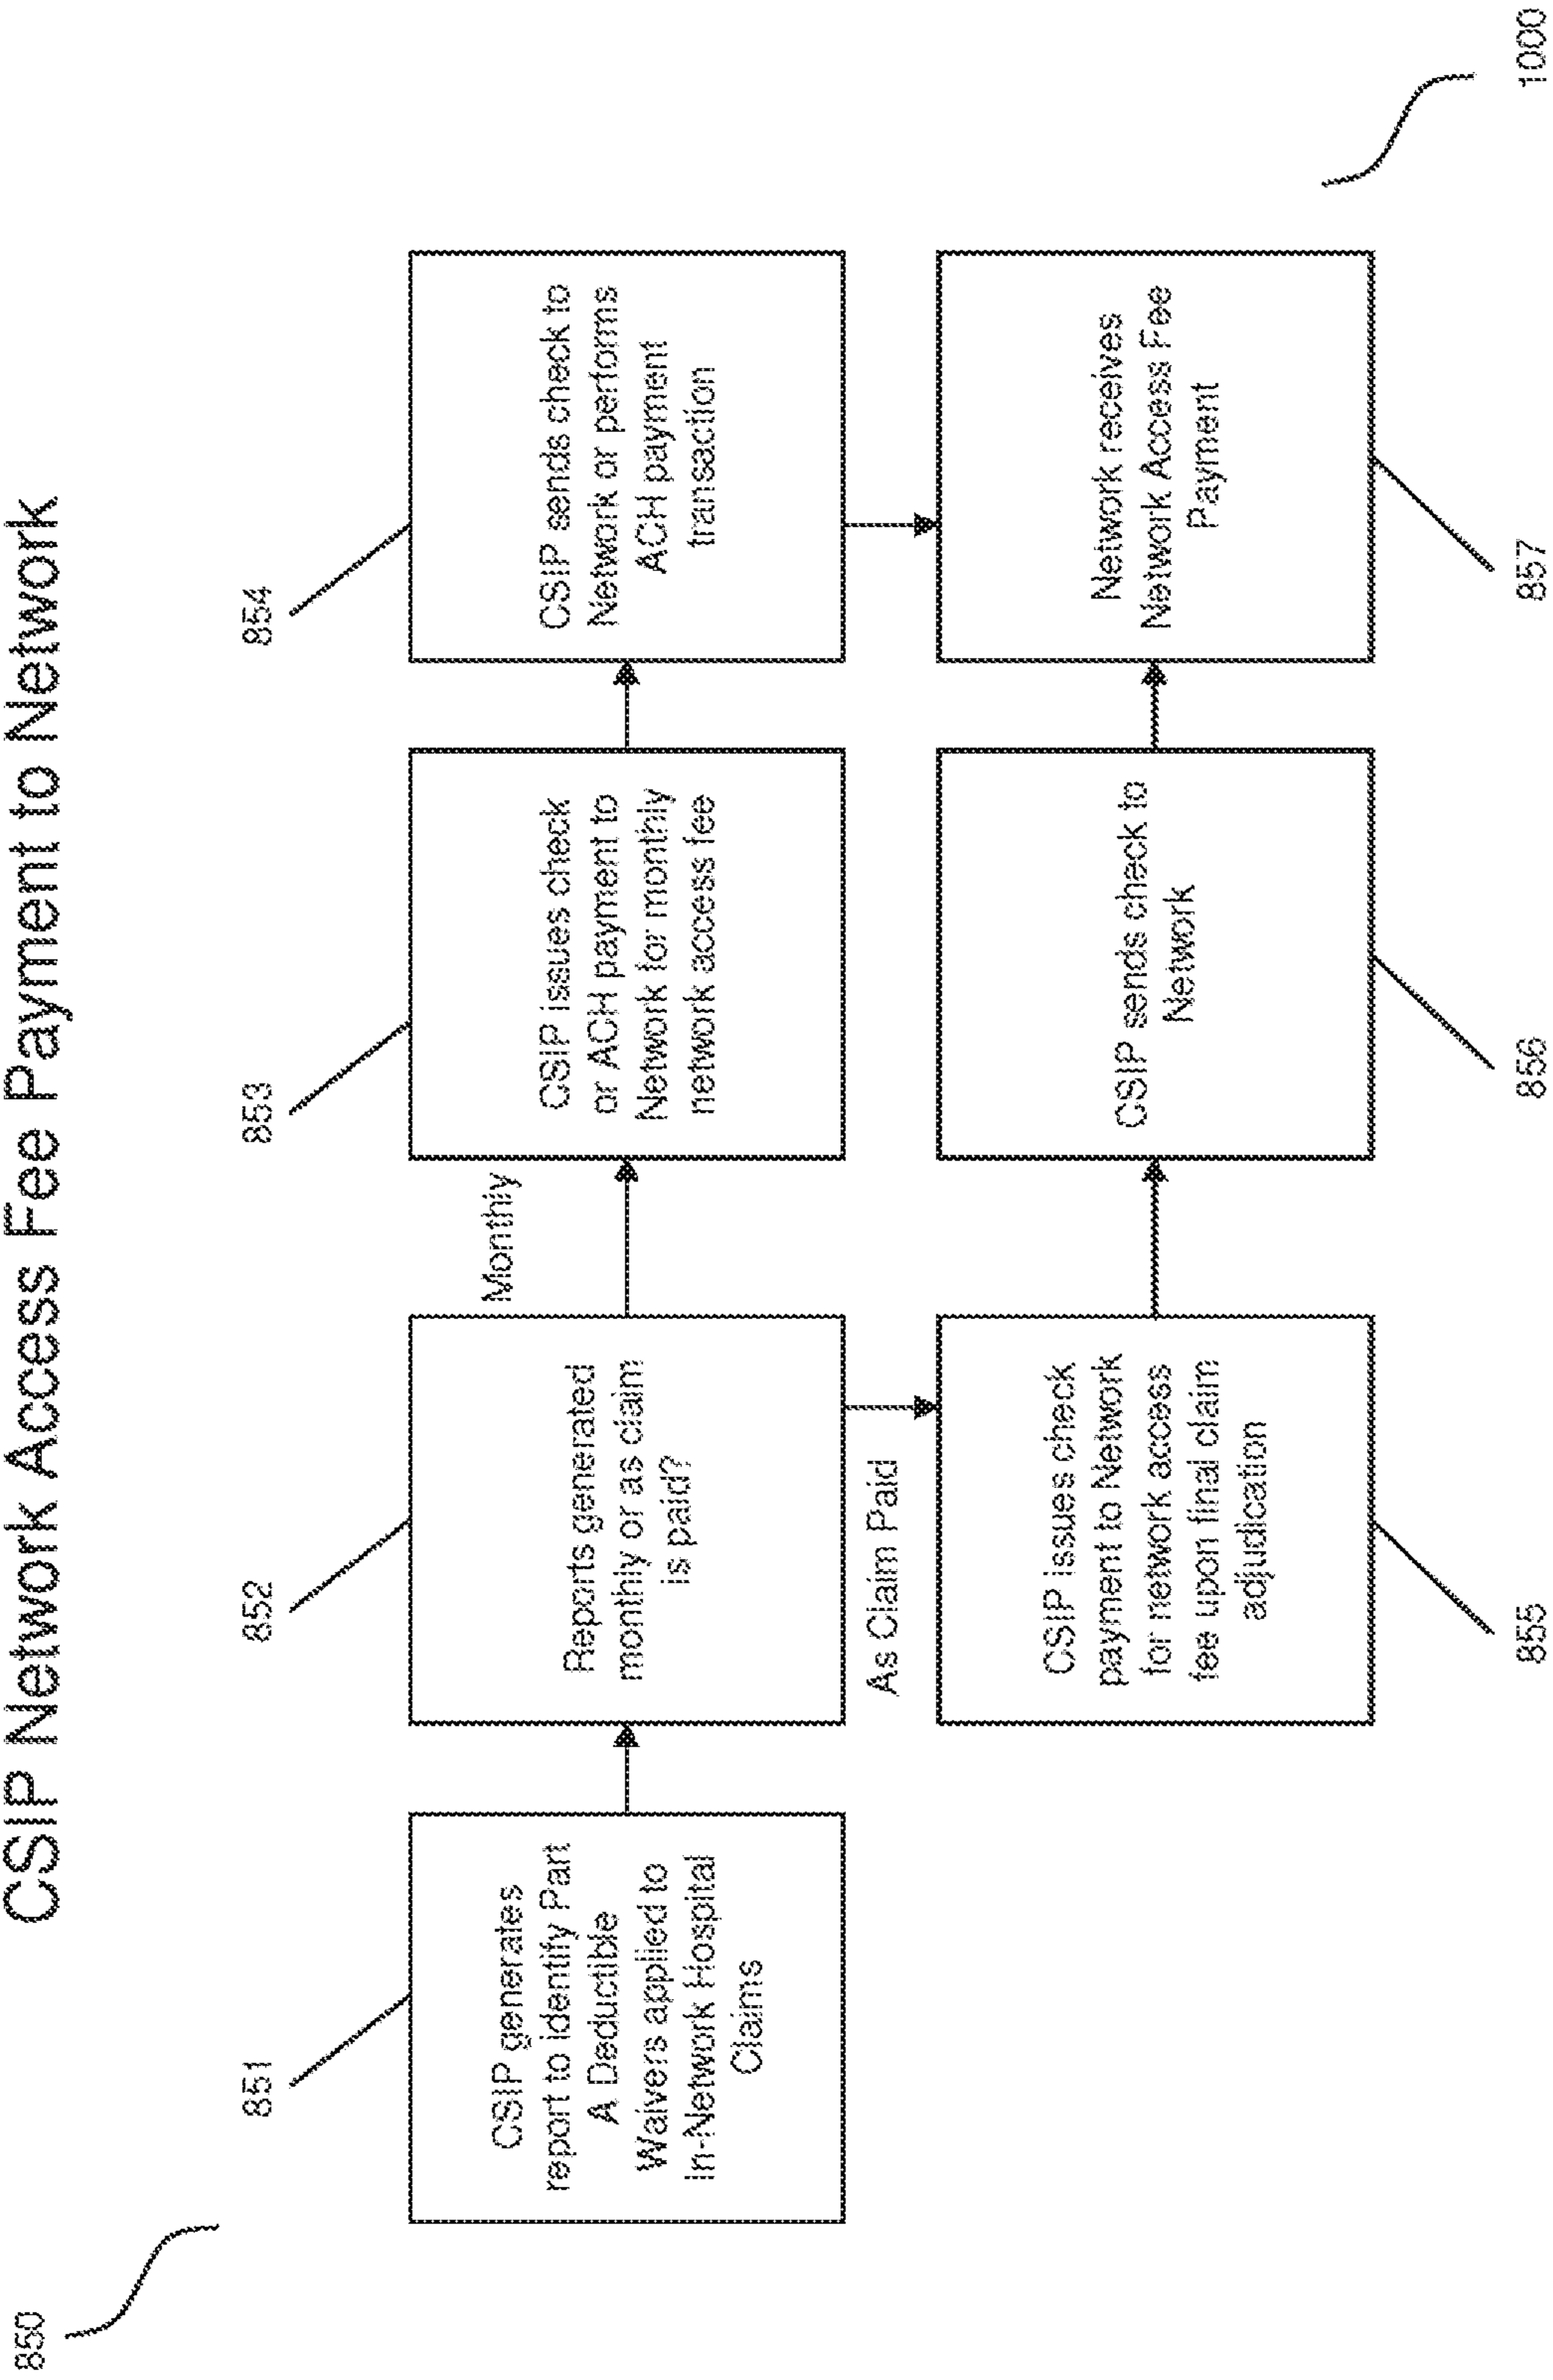 CSIP Network Access Fee Payment to Network
850
851
CSIP generates
report to identify Part
A Deductible
Waivers applied to
In-Network Hospital
Claims
852
Reports generated
monthly or as claim
is paid?
Monthly
853
CSIP issues check
or ACH payment to
Network for monthly
network access fee
854
CSIP sends check to
Network or performs
ACH payment
transaction
As Claim Paid
CSIP issues check
payment to Network
for network access
fee upon final claim
adjudication
855
CSIP sends check to
Network
856
Network receives
Network Access Fee
Payment
857
1000